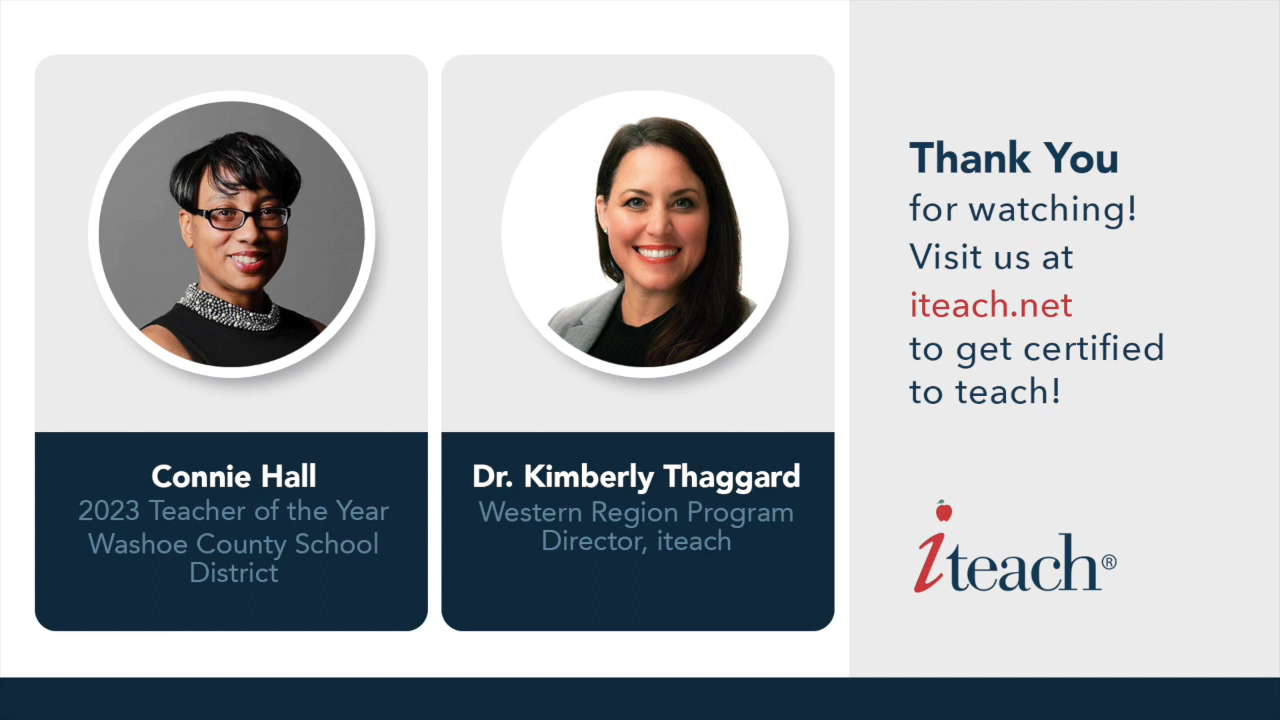 Connie Hall
2023 Teacher of the Year
Washoe County School
District
Dr. Kimberly Thaggard
Western Region Program
Director, iteach
Thank You
for watching!
Visit us at
iteach.net
to get certified
to teach!
iteach®